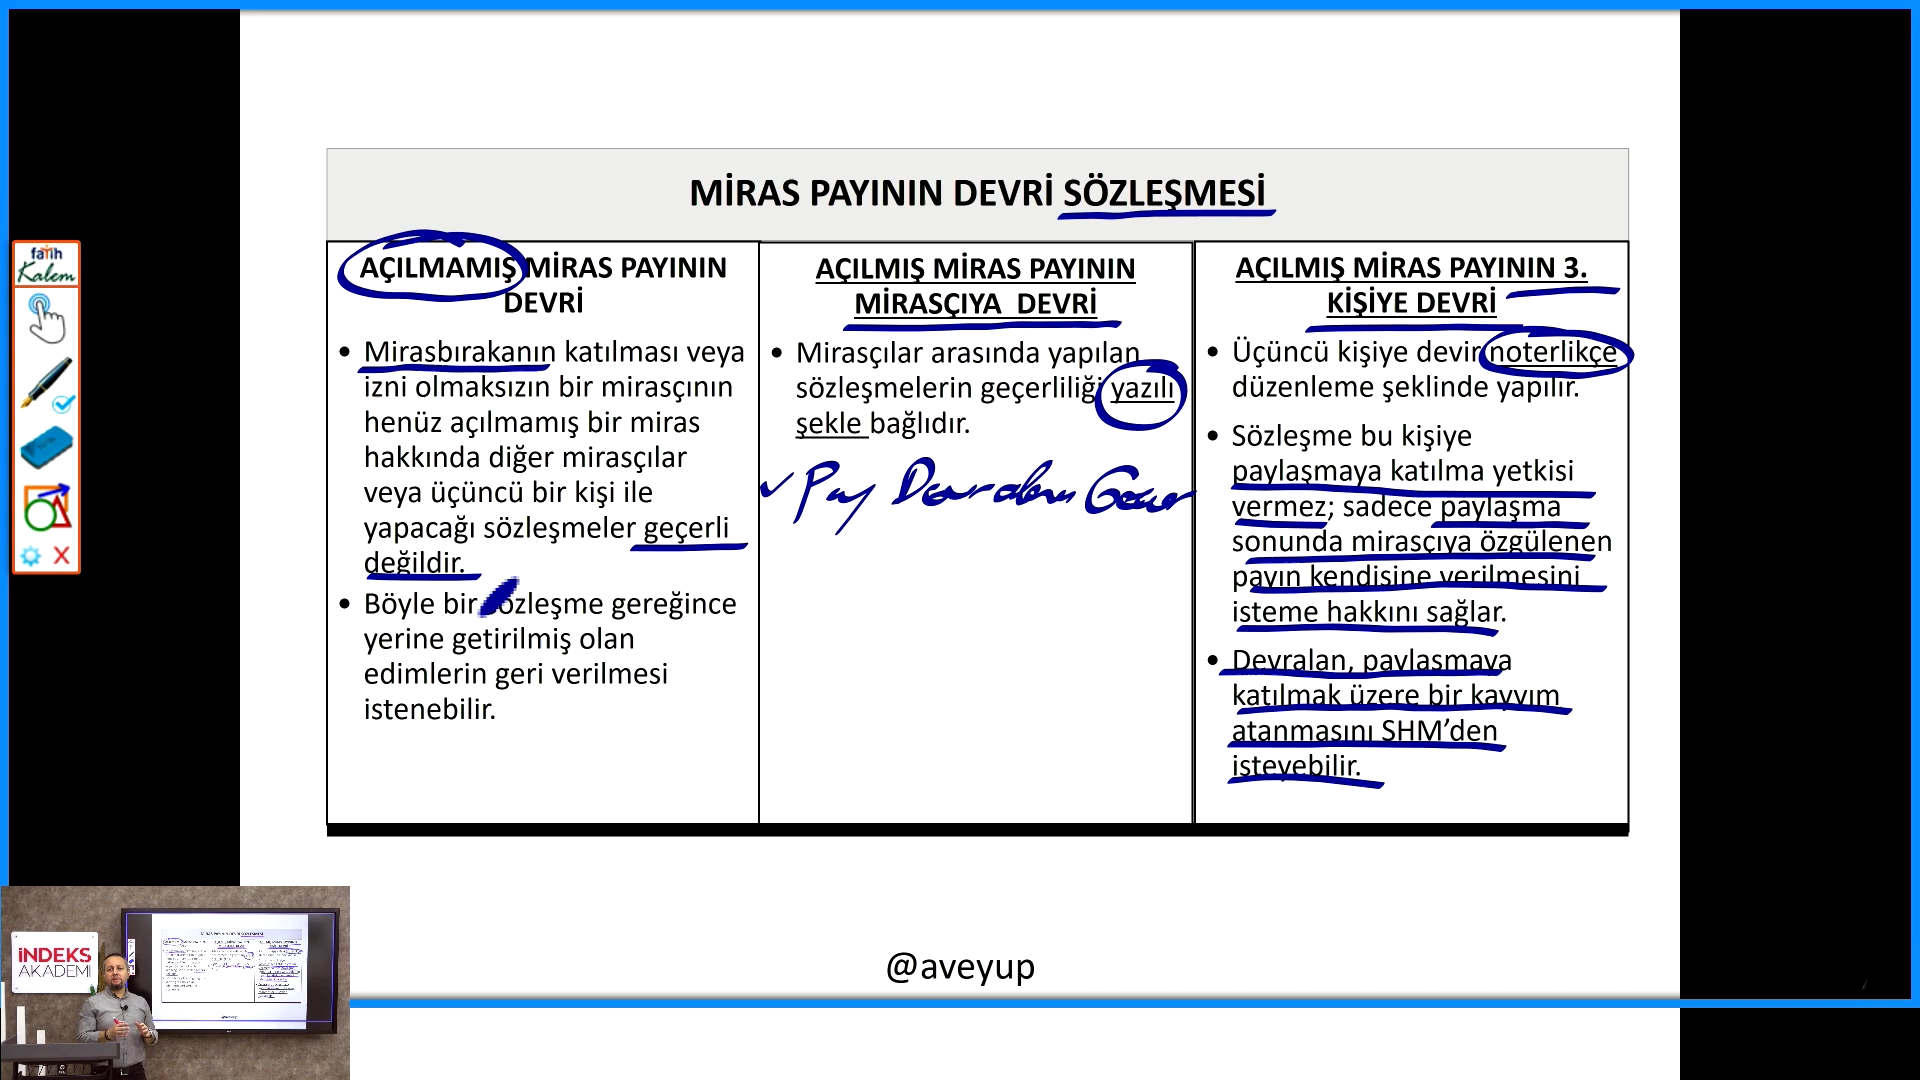 MİRAS PAYININ DEVRİ SÖZLEŞMESİ
AÇILMAMIŞ MİRAS PAYININ
DEVRİ
• Mirasbırakanın katılması veya
izni olmaksızın bir mirasçının
henüz açılmamış bir miras
hakkında diğer mirasçılar
veya üçüncü bir kişi ile
yapacağı sözleşmeler geçerli
değildir.
• Böyle bir sözleşme gereğince
yerine getirilmiş olan
edimlerin geri verilmesi
istenebilir.
AÇILMIŞ MİRAS PAYININ
MİRASÇIYA DEVRİ
• Mirasçılar arasında yapılan
sözleşmelerin geçerliliği yazılı
şekle bağlıdır.
Pay Devralan
AÇILMIŞ MİRAS PAYININ 3.
KİŞİYE DEVRİ
• Üçüncü kişiye devir noterlikçe
düzenleme şeklinde yapılır.
• Sözleşme bu kişiye
paylaşmaya katılma yetkisi
vermez; sadece paylaşma
sonunda mirasçıya özgülenen
payın kendisine verilmesini
isteme hakkını sağlar.
• Devralan, paylaşmaya
katılmak üzere bir kayyım
atanmasını SHM'den
isteyebilir.
fatih
Kalem
İNDEKS
AKADEMİ
@aveyup